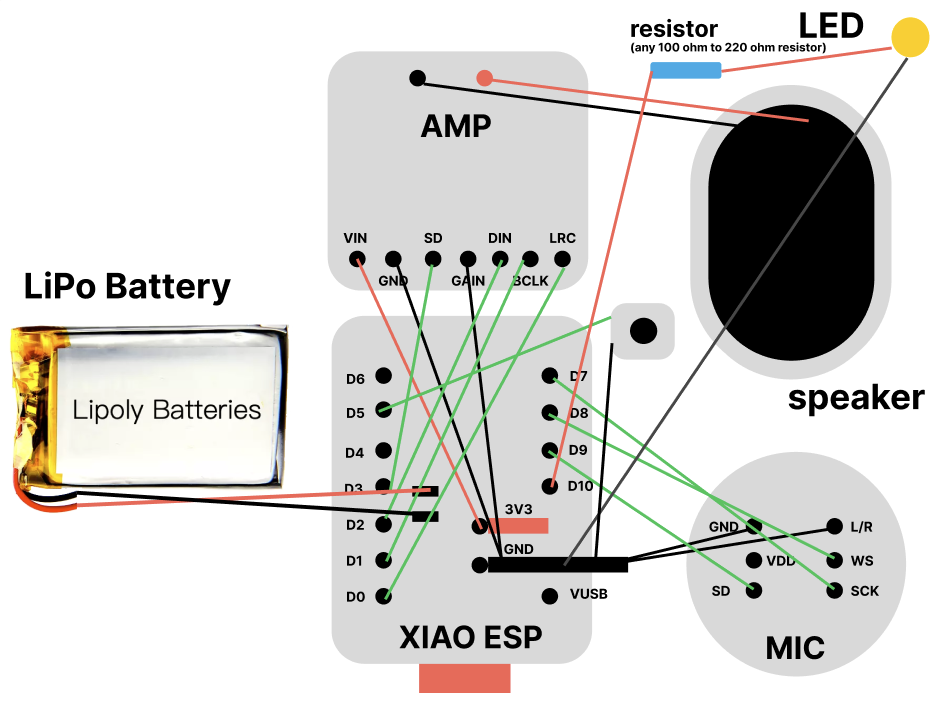 resistor
(any 100 ohm to 220 ohm resistor)
LED
AMP
VIN
SD
DIN
LRC
GND
GAIN
BCLK
LiPo Battery
Lipoly Batteries
D6
D5
D4
D3
D2
D1
D0
D7
D8
D9
D10
3V3
GND
VUSB
XIAO ESP
speaker
GND
L/R
VDD
WS
SD
SCK
MIC